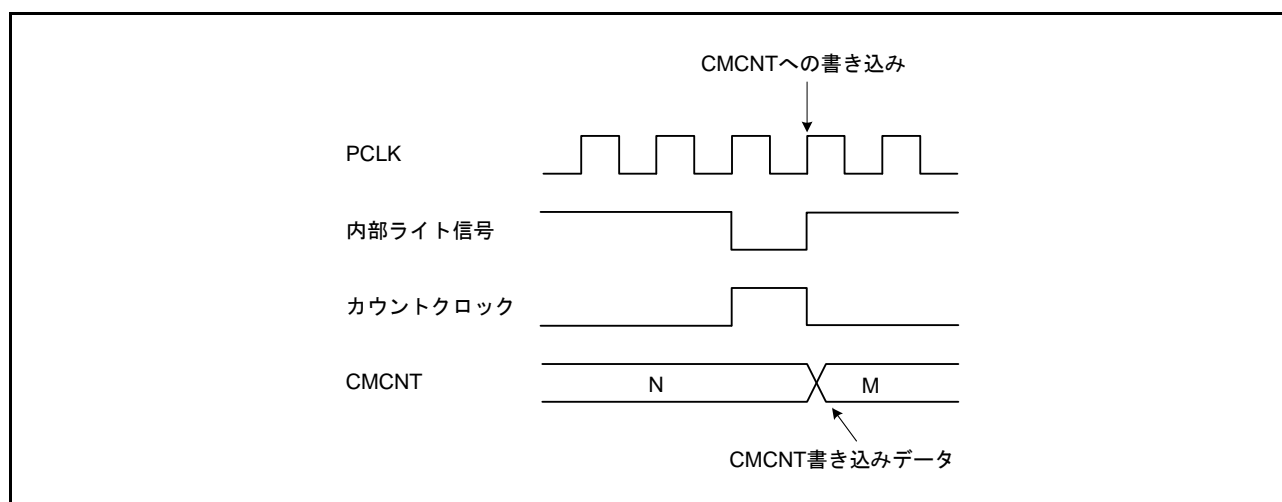 CMCNTへの書き込み
PCLK
内部ライト信号
カウントクロック
CMCNT
N
M
CMCNT書き込みデータ